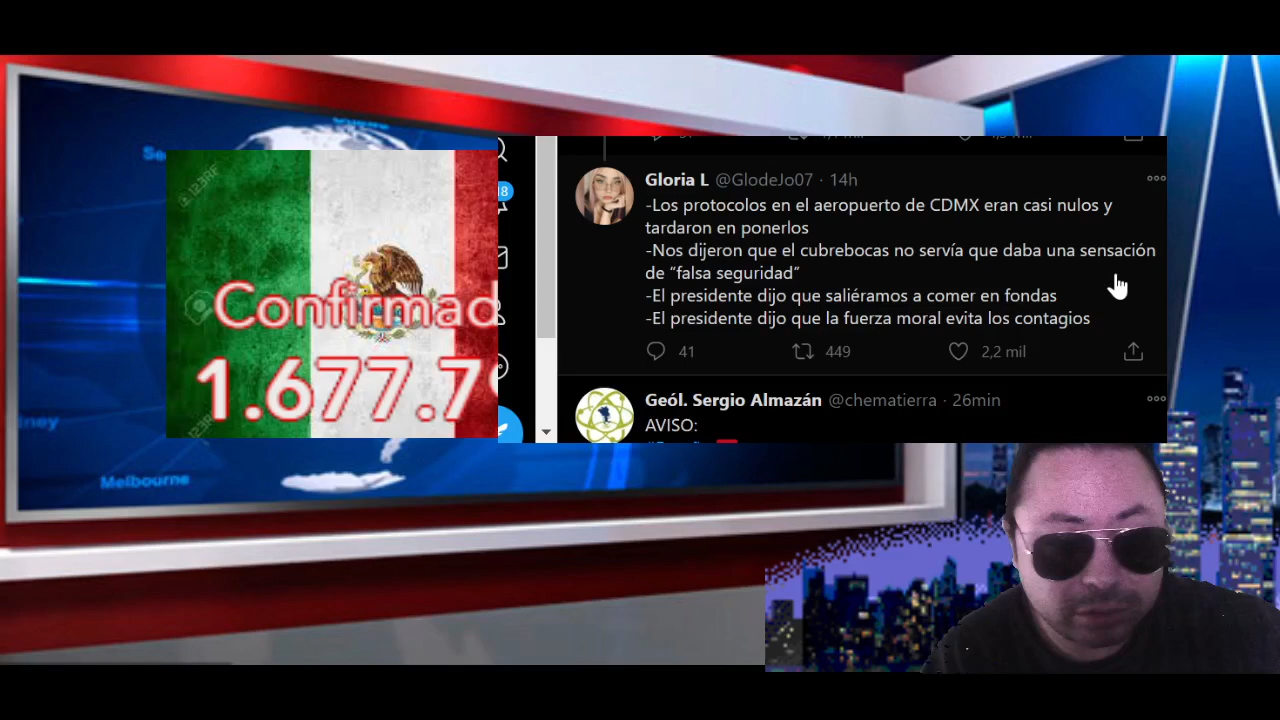 123RF
Confirmad
1.677.7
18
Gloria L @GlodeJo07 · 14h
-Los protocolos en el aeropuerto de CDMX eran casi nulos y
tardaron en ponerlos
-Nos dijeron que el cubrebocas no servía que daba una sensación
de “falsa seguridad”
-El presidente dijo que saliéramos a comer en fondas
-El presidente dijo que la fuerza moral evita los contagios
41 449 2,2 mil
Geól. Sergio Almazán @chematierra · 26min
AVISO:
Melbourne